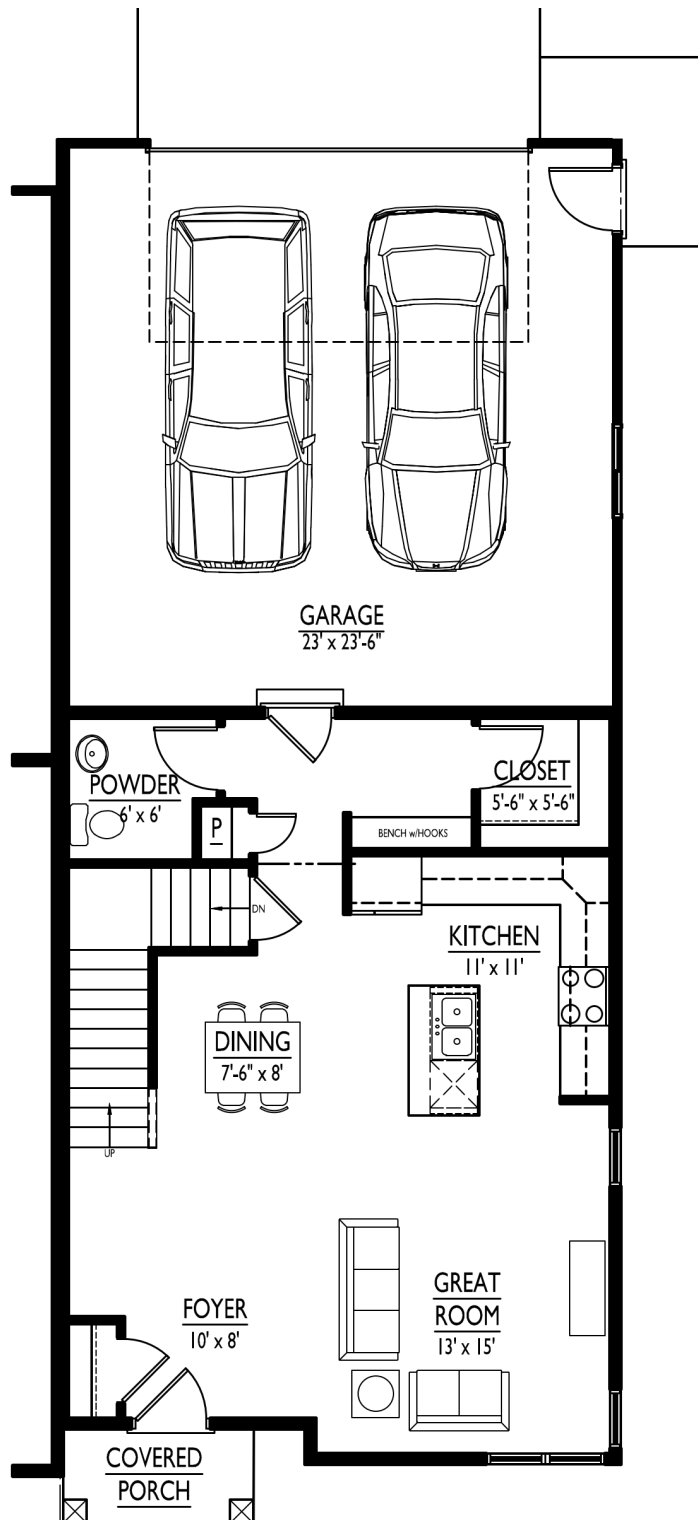 GARAGE
23' x 23'-6"
POWDER
6' x 6'
CLOSET
5'-6" x 5'-6"
P
BENCH w/HOOKS
DN
KITCHEN
11' x 11'
DINING
7'-6" x 8'
UP
GREAT
ROOM
13' x 15'
FOYER
10' x 8'
COVERED
PORCH